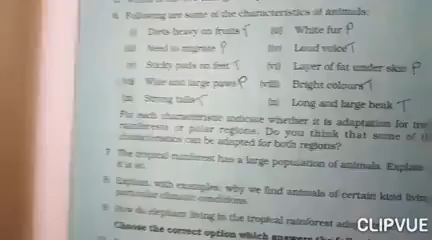 6 Following are some of the characteristics of animals:
(i) Diets heavy on fruits T (ii) White fur P
(iii) Need to migrate P (iv) Loud voice T
(v) Sticky pads on feet T (vi) Layer of fat under skin P
(vii) Wide and large paws P (viii) Bright colours T
(ix) Strong tails T (x) Long and large beak T
For each characteristic indicate whether it is adaptation for
rainforests or polar regions. Do you think that some of
characteristics can be adapted for both regions?
7 The tropical rainforest has a large population of animals. Explain
it is so.
8 Explain, with examples, why we find animals of certain kind living
particular climatic conditions.
9 How do elephant living in the tropical rainforest
Choose the correct option which answers the
CLIPVUE